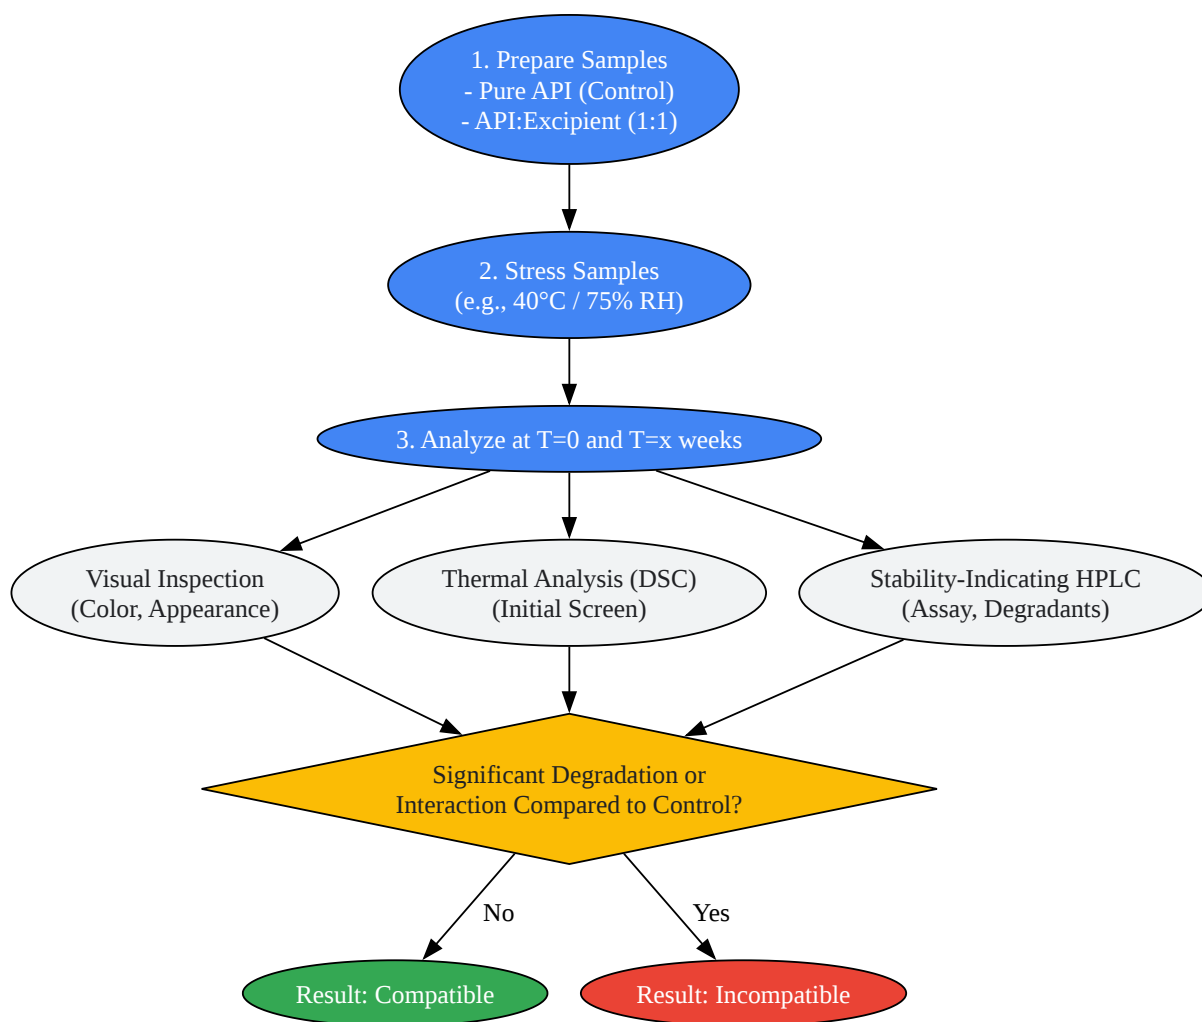 1. Prepare Samples
- Pure API (Control)
- API:Excipient (1:1)
2. Stress Samples
(e.g., 40°C / 75% RH)
3. Analyze at T=0 and T=x weeks
Visual Inspection
(Color, Appearance)
Thermal Analysis (DSC)
(Initial Screen)
Stability-Indicating HPLC
(Assay, Degradants)
Significant Degradation or
Interaction Compared to Control?
No
Yes
Result: Compatible
Result: Incompatible